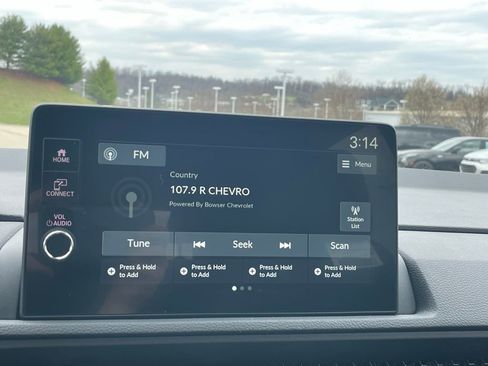 3:14
HOME
FM
Menu
CONNECT
Country
107.9 R CHEVRO
Powered By Bowser Chevrolet
VOL
AUDIO
Station
List
Tune
Seek
Scan
Press & Hold
to Add
Press & Hold
to Add
Press & Hold
to Add
Press & Hold
to Add